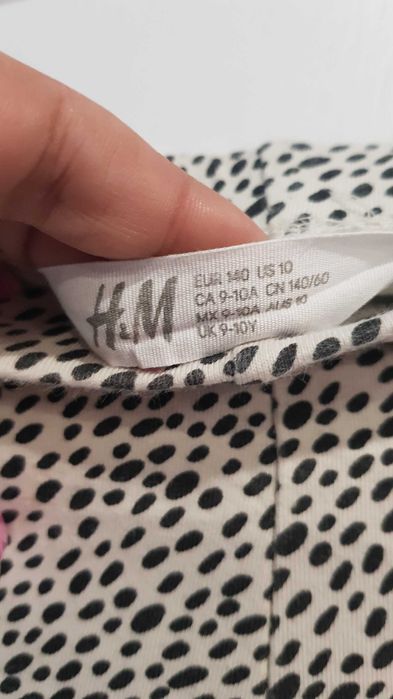 H&M
EUR 140 US 10
CA 9-10A CN 140/60
MX 9-10A AUS 10
UK 9-10Y